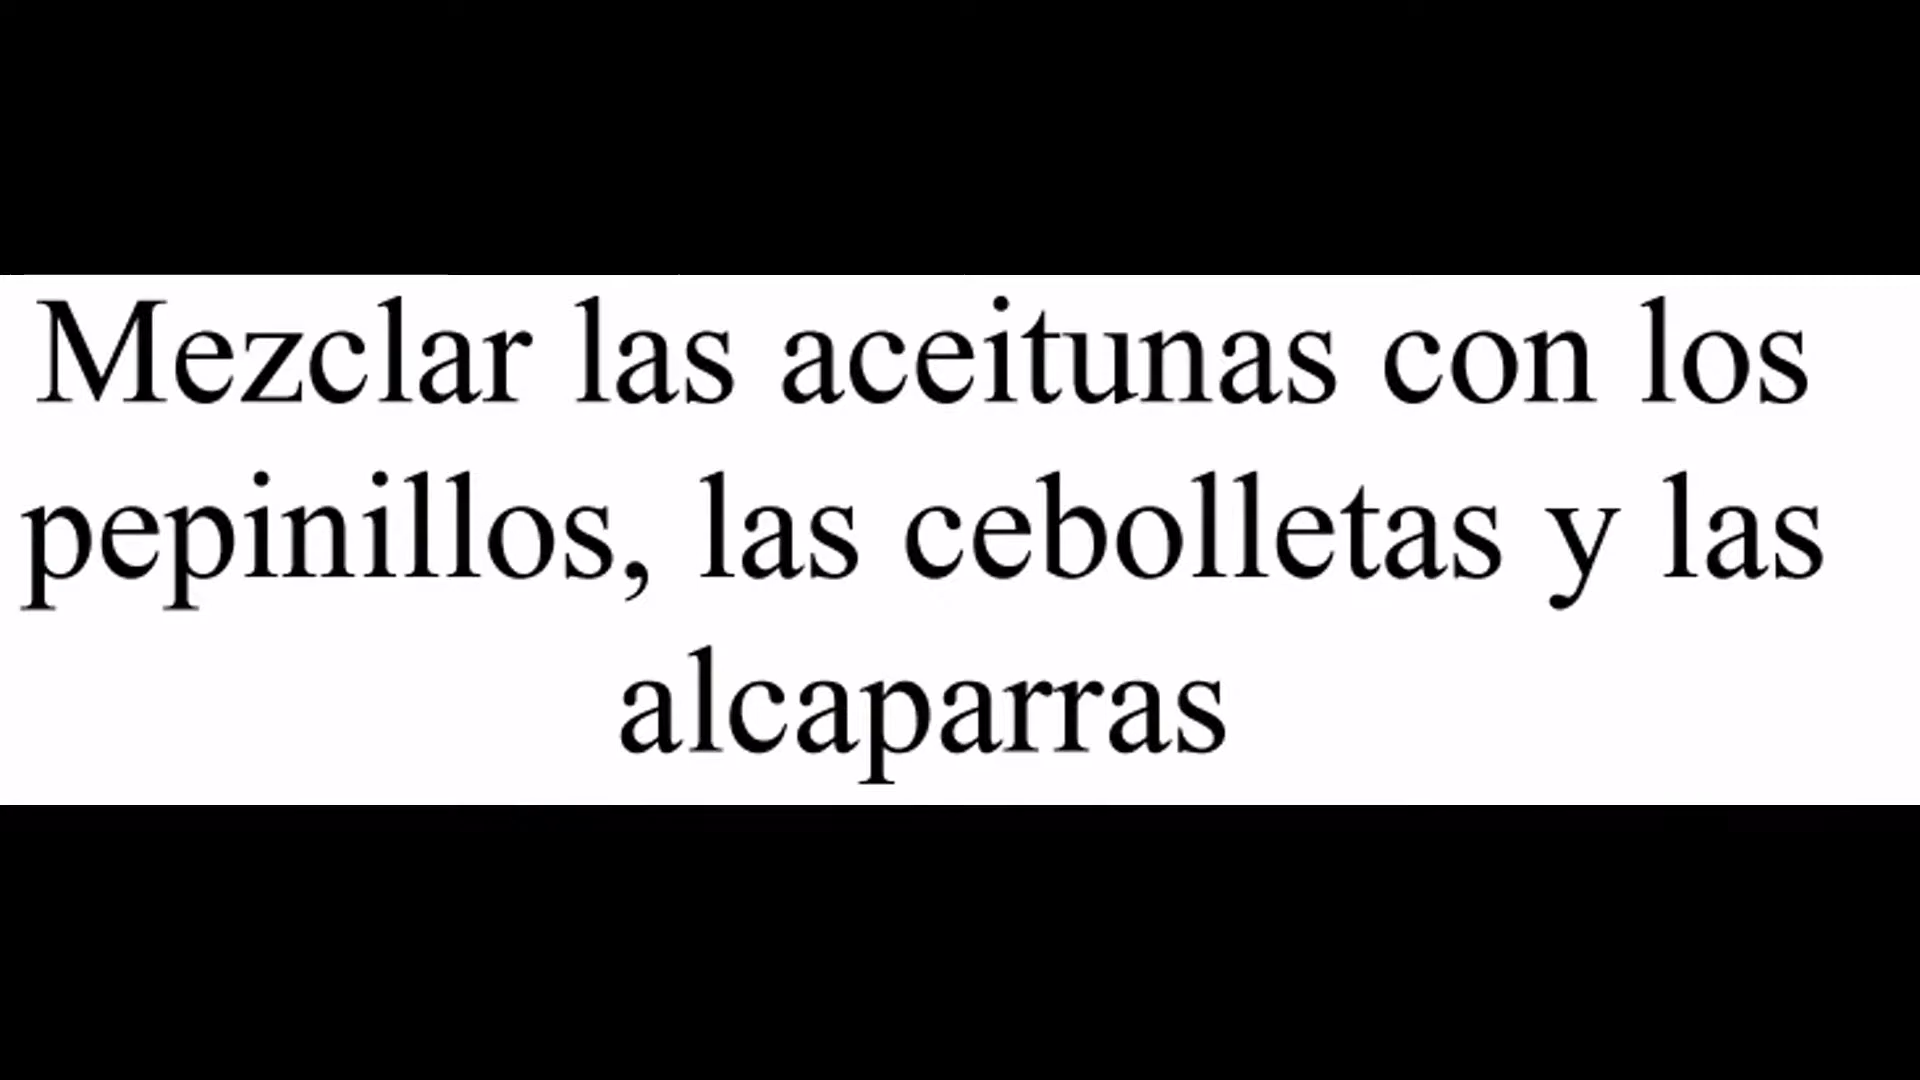 Mezclar las aceitunas con los
pepinillos, las cebolletas y las
alcaparras